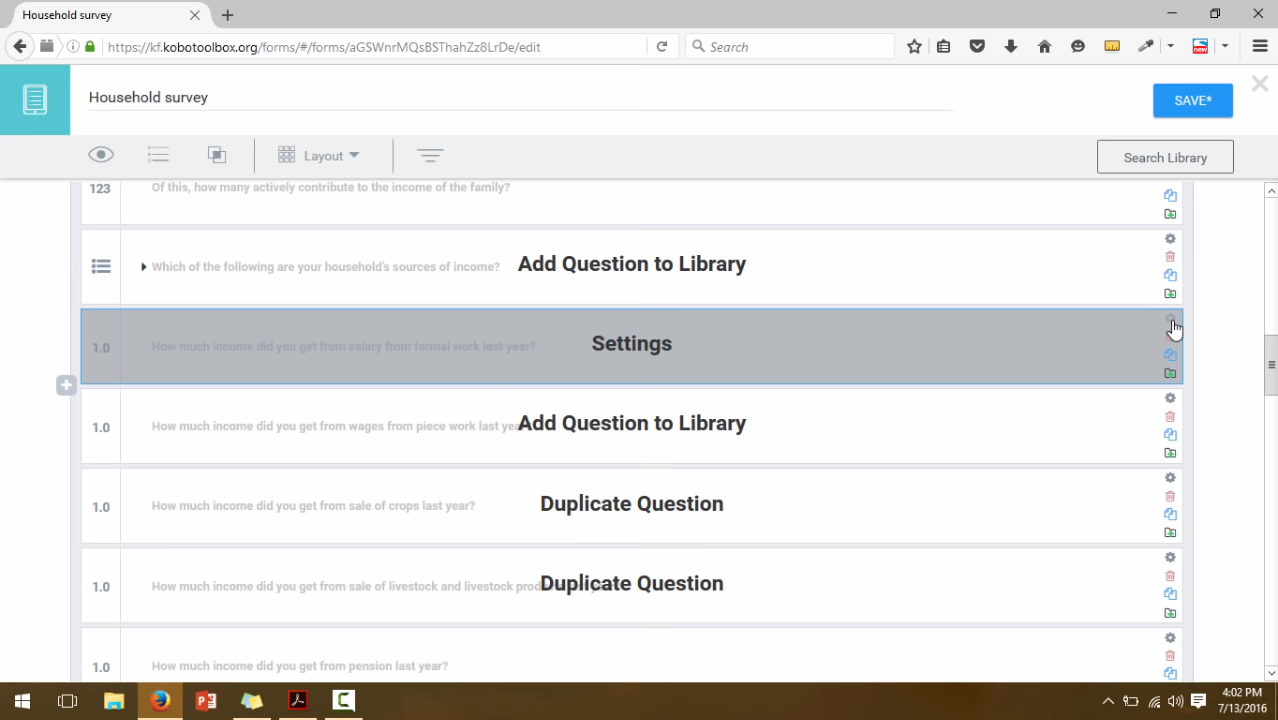 Household survey
https://kf.kobotoolbox.org/forms/#/forms/aGSWnrMQsBSThahZz8LrDe/edit
Search
new
Household survey
SAVE*
Layout
Search Library
123 Of this, how many actively contribute to the income of the family?
Which of the following are your household's sources of income? Add Question to Library
1.0 How much income did you get from salary from formal work last year? Settings
1.0 How much income did you get from wages from piece work last year Add Question to Library
1.0 How much income did you get from sale of crops last year? Duplicate Question
1.0 How much income did you get from sale of livestock and livestock Duplicate Question
1.0 How much income did you get from pension last year?
4:02 PM
7/13/2016